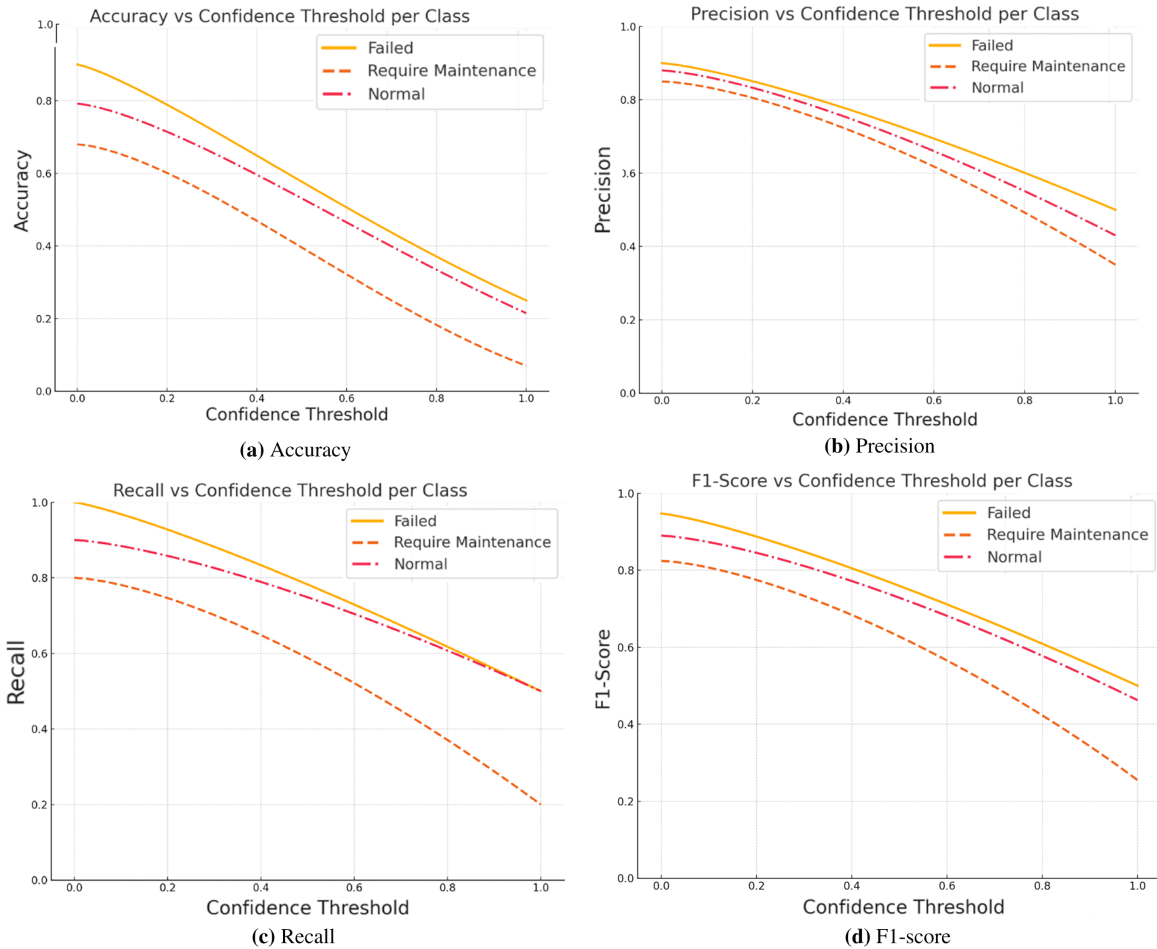 Accuracy vs Confidence Threshold per Class
1.0
0.8
0.6
0.4
0.2
0.0
Accuracy
Failed
Require Maintenance
Normal
0.0 0.2 0.4 0.6 0.8 1.0
Confidence Threshold
(a) Accuracy
Precision vs Confidence Threshold per Class
1.0
0.8
1.6
0.4
0.2
0.0
Precision
Failed
Require Maintenance
Normal
0.0 0.2 0.4 0.6 0.8 1.0
Confidence Threshold
(b) Precision
Recall vs Confidence Threshold per Class
1.0
0.8
0.6
0.4
0.2
0.0
Recall
Failed
Require Maintenance
Normal
0.0 0.2 0.4 0.6 0.8 1.0
Confidence Threshold
(c) Recall
F1-Score vs Confidence Threshold per Class
1.0
0.8
0.6
0.4
0.2
0.0
F1-Score
Failed
Require Maintenance
Normal
0.0 0.2 0.4 0.6 0.8 1.0
Confidence Threshold
(d) F1-score